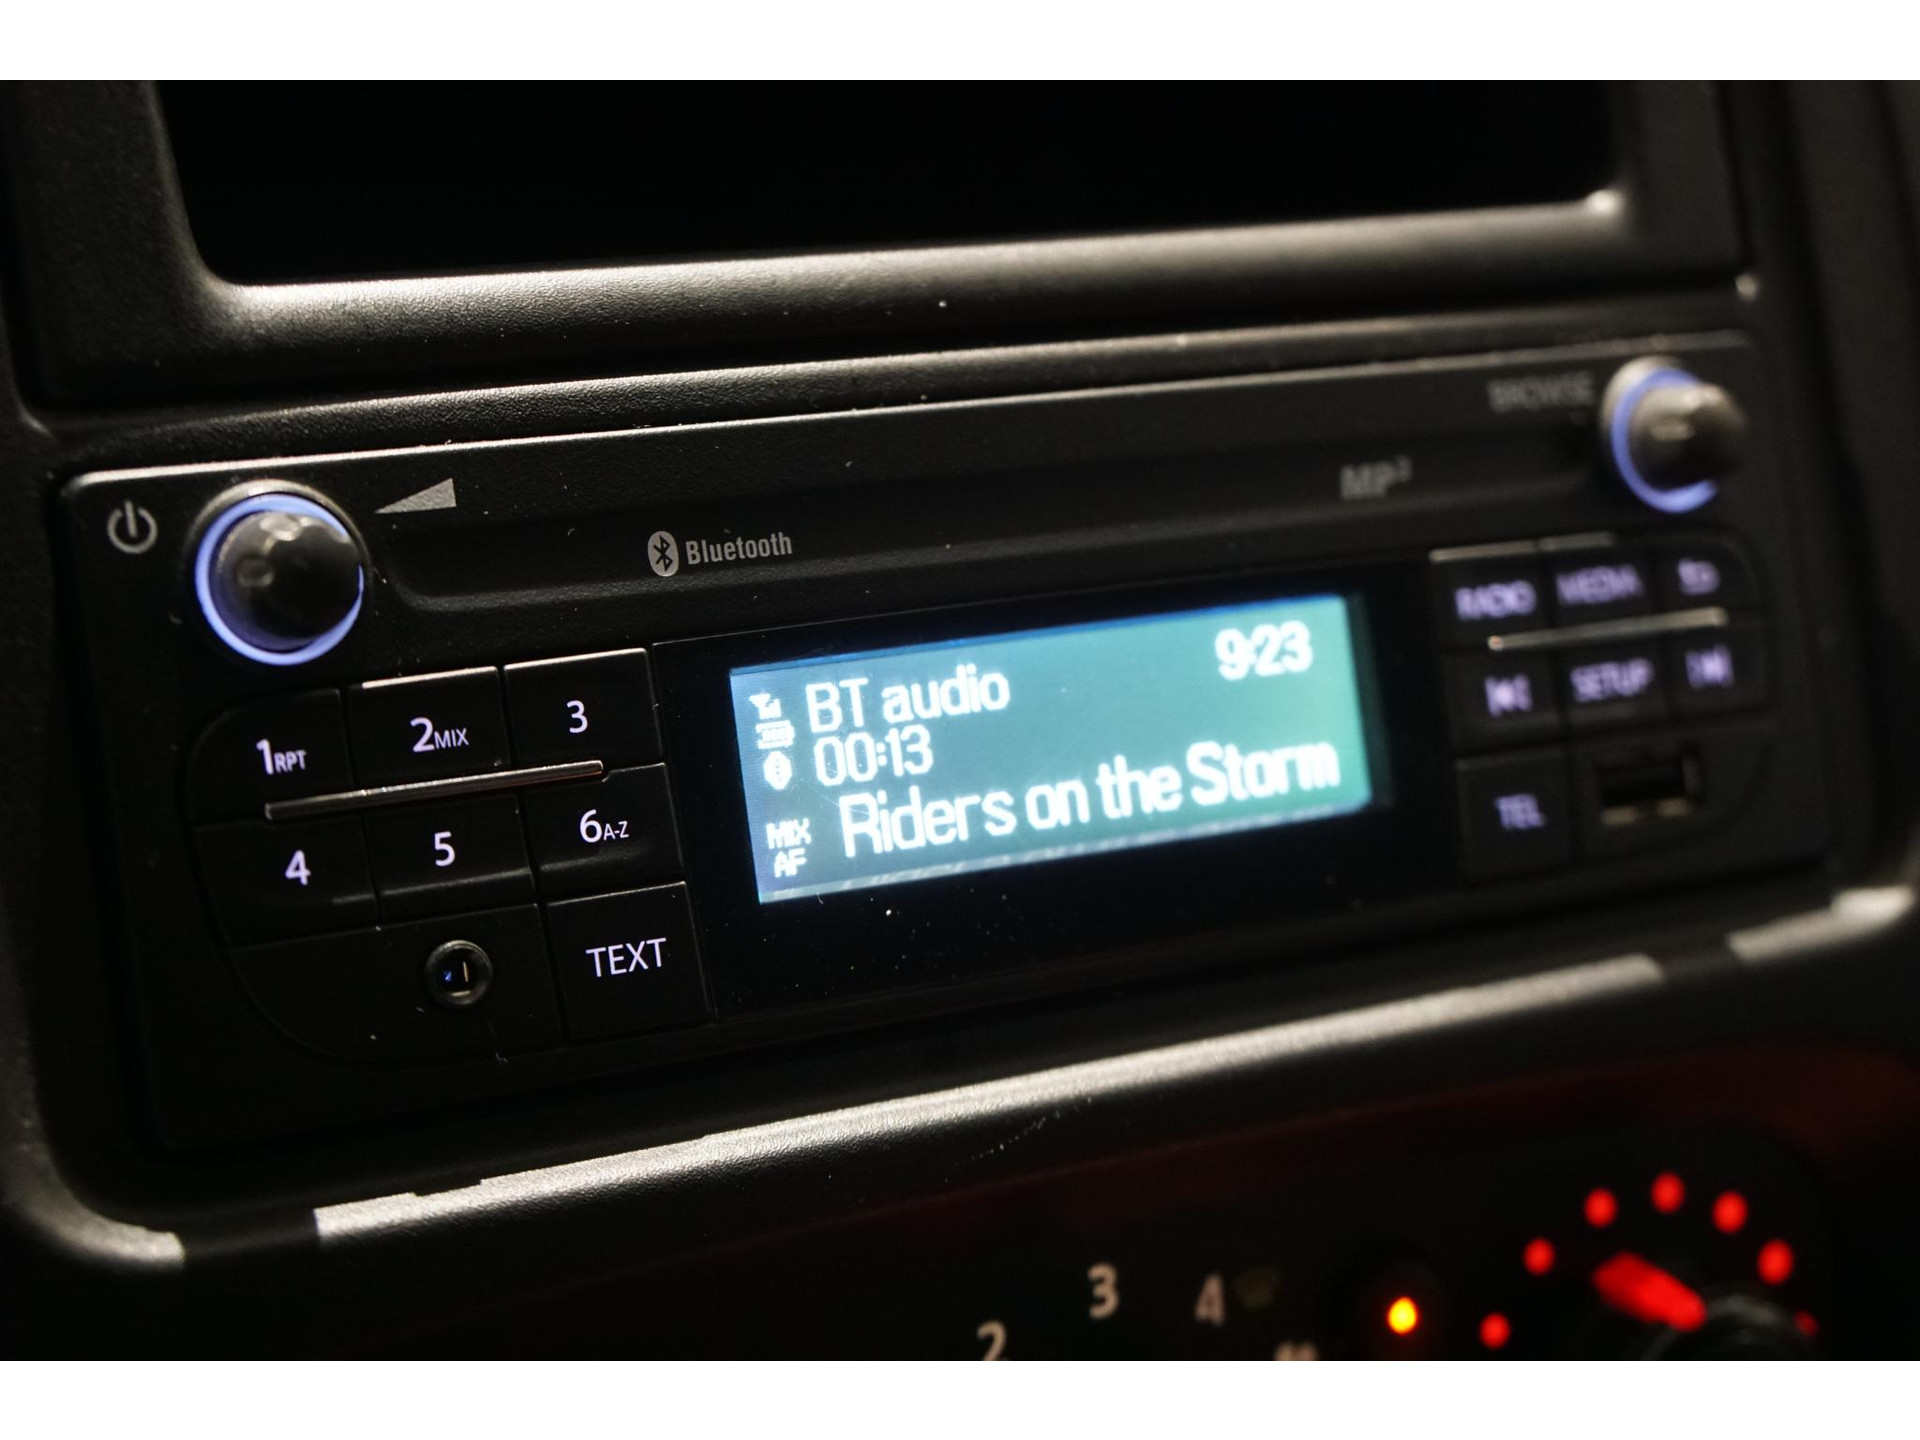 BROWSE
MP3
Bluetooth
RADIO MEDIA
9:23
BT audio
00:13
Riders on the Storm
MIX
AF
1RPT 2MIX 3
4 5 6A-Z
TEXT
SETUP
TEL
2 3 4